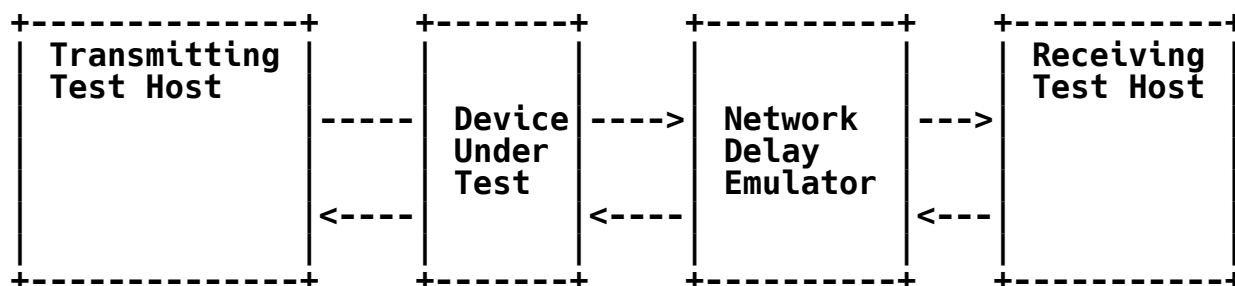 +---------------+     +-------+     +----------+     +-----------+
| Transmitting  |     |       |     |          |     | Receiving |
| Test Host     |     |       |     |          |     | Test Host |
|               |-----| Device|---->| Network  |--->|           |
|               |     | Under |     | Delay    |     |           |
|               |     | Test  |     | Emulator |     |           |
|               |<----|       |<----|          |<---|           |
|               |     |       |     |          |     |           |
+---------------+     +-------+     +----------+     +-----------+